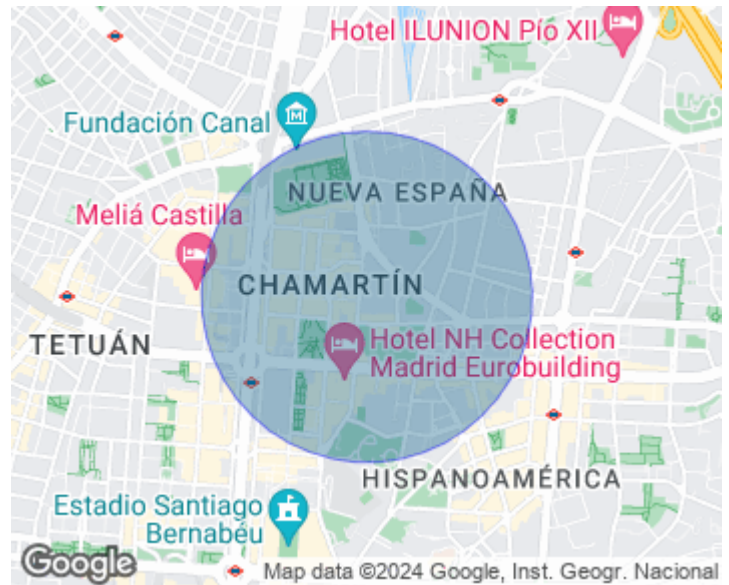 Hotel ILUNION Pío XII
Fundación Canal
NUEVA ESPAÑA
Meliá Castilla
CHAMARTÍN
TETUÁN
Hotel NH Collection
Madrid Eurobuilding
HISPANOAMÉRICA
Estadio Santiago
Bernabéu
Google
Map data ©2024 Google, Inst. Geogr. Nacional